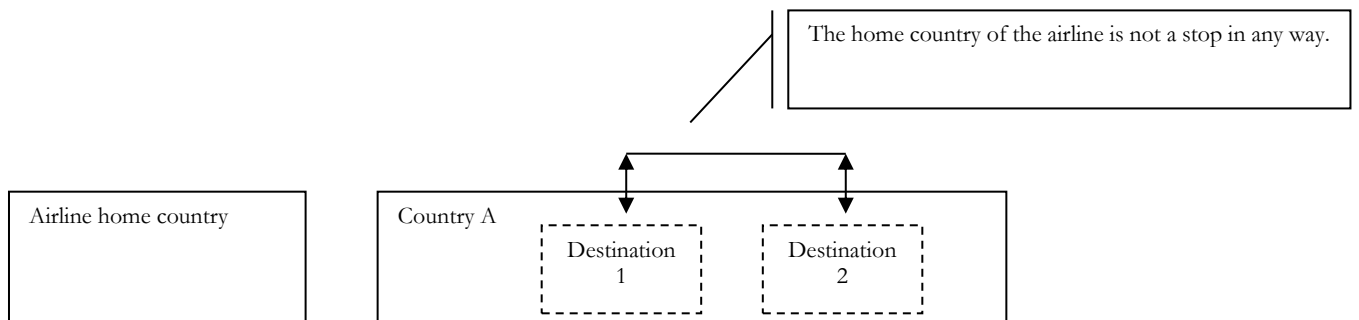 The home country of the airline is not a stop in any way.
Airline home country
Country A
Destination
1
Destination
2